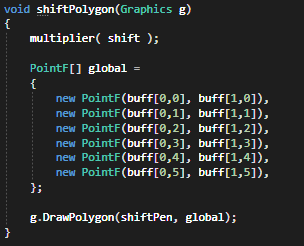 void shiftPolygon(Graphics g)
{
multiplier( shift );
PointF[] global =
{
new PointF(buff[0,0], buff[1,0]),
new PointF(buff[0,1], buff[1,1]),
new PointF(buff[0,2], buff[1,2]),
new PointF(buff[0,3], buff[1,3]),
new PointF(buff[0,4], buff[1,4]),
new PointF(buff[0,5], buff[1,5]),
};
g.DrawPolygon(shiftPen, global);
}